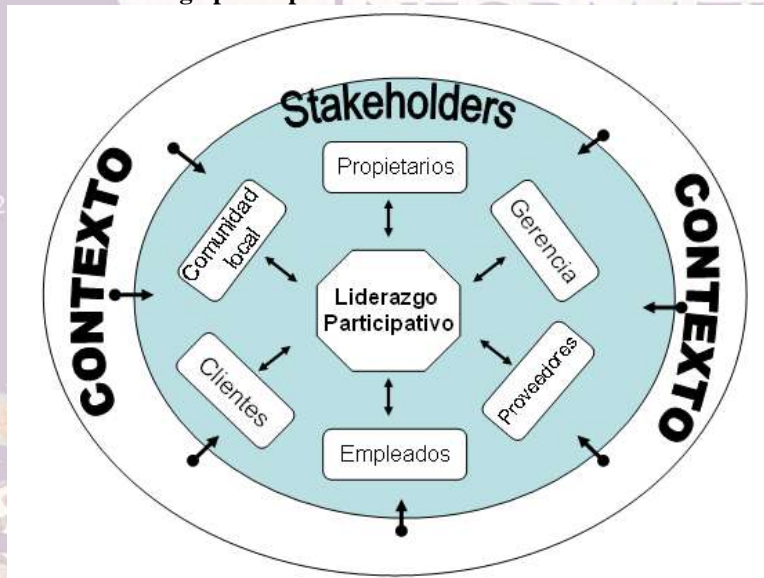 Stakeholders
CONTEXTO
CONTEXTO
Propietarios
Comunidad
local
Gerencia
Liderazgo
Participativo
Clientes
Proveedores
Empleados